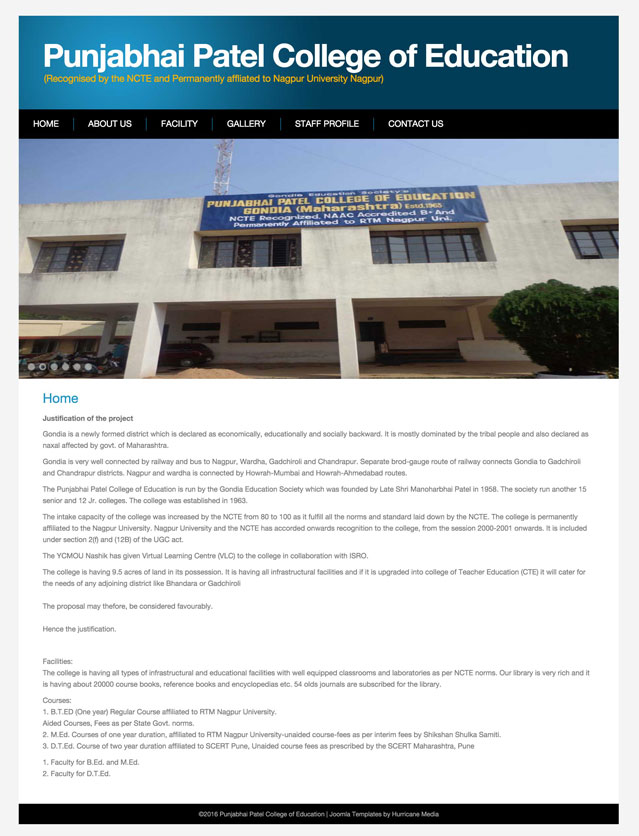 Punjabhai Patel College of Education
(Recognised by the NCTE and Permanently affliated to Nagpur University Nagpur)
HOME ABOUT US FACILITY GALLERY STAFF PROFILE CONTACT US
Gondia Education Society's
PUNJABHAI PATEL COLLEGE OF EDUCATION
GONDIA (Maharashtra) Estd.1963
NCTE Recognized, NAAC Accredited B+ And
Permanently Affiliated to RTM Nagpur Uni.
Home
Justification of the project
Gondia is a newly formed district which is declared as economically, educationally and socially backward. It is mostly dominated by the tribal people and also declared as
naxal affected by govt. of Maharashtra.
Gondia is very well connected by railway and bus to Nagpur, Wardha, Gadchiroli and Chandrapur. Separate brod-gauge route of railway connects Gondia to Gadchiroli
and Chandrapur districts. Nagpur and wardha is connected by Howrah-Mumbai and Howrah-Ahmedabad routes.
The Punjabhai Patel College of Education is run by the Gondia Education Society which was founded by Late Shri Manoharbhai Patel in 1958. The society run another 15
senior and 12 Jr. colleges. The college was established in 1963.
The intake capacity of the college was increased by the NCTE from 80 to 100 as it fulfill all the norms and standard laid down by the NCTE. The college is permanently
affiliated to the Nagpur University. Nagpur University and the NCTE has accorded onwards recognition to the college, from the session 2000-2001 onwards. It is included
under section 2(f) and (12B) of the UGC act.
The YCMOU Nashik has given Virtual Learning Centre (VLC) to the college in collaboration with ISRO.
The college is having 9.5 acres of land in its possession. It is having all infrastructural facilities and if it is upgraded into college of Teacher Education (CTE) it will cater for
the needs of any adjoining district like Bhandara or Gadchiroli
The proposal may thefore, be considered favourably.
Hence the justification.
Facilities:
The college is having all types of infrastructural and educational facilities with well equipped classrooms and laboratories as per NCTE norms. Our library is very rich and it
is having about 20000 course books, reference books and encyclopedias etc. 54 olds journals are subscribed for the library.
Courses:
1. B.T.ED (One year) Regular Course affiliated to RTM Nagpur University.
Aided Courses, Fees as per State Govt. norms.
2. M.Ed. Courses of one year duration, affiliated to RTM Nagpur University-unaided course-fees as per interim fees by Shikshan Shulka Samiti.
3. D.T.Ed. Course of two year duration affiliated to SCERT Pune, Unaided course fees as prescribed by the SCERT Maharashtra, Pune
1. Faculty for B.Ed. and M.Ed.
2. Faculty for D.T.Ed.
©2016 Punjabhai Patel College of Education | Joomla Templates by Hurricane Media